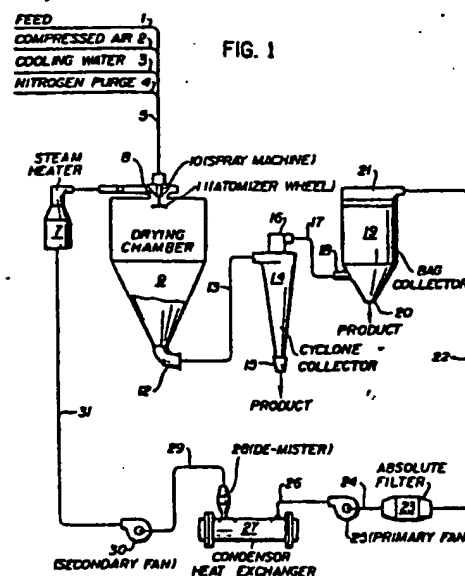 FEED 1
COMPRESSED AIR 2
COOLING WATER 3
NITROGEN PURGE 4
FIG. 1
5
STEAM
HEATER
8
10(SPRAY MACHINE)
11(ATOMIZER WHEEL)
7
DRYING
CHAMBER
9
12
13
16
17
14
15
CYCLONE
COLLECTOR
PRODUCT
18
21
19
BAG
COLLECTOR
20
PRODUCT
22
31
29
28(DE-MISTER)
26
24
ABSOLUTE
FILTER
23
25(PRIMARY FAN)
27
30
(SECONDARY FAN)
CONDENSOR
HEAT EXCHANGER